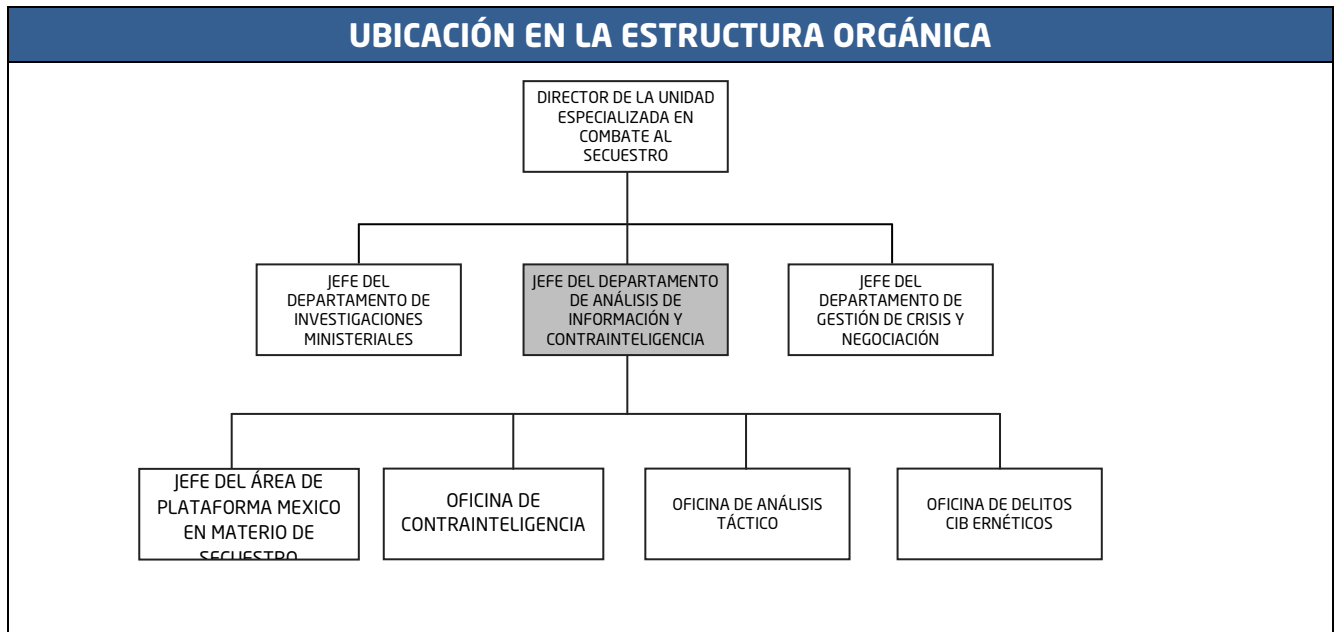 UBICACIÓN EN LA ESTRUCTURA ORGÁNICA
DIRECTOR DE LA UNIDAD
ESPECIALIZADA EN
COMBATE AL
SECUESTRO
JEFE DEL
DEPARTAMENTO DE
INVESTIGACIONES
MINISTERIALES
JEFE DEL DEPARTAMENTO
DE ANÁLISIS DE
INFORMACIÓN Y
CONTRAINTELIGENCIA
JEFE DEL
DEPARTAMENTO DE
GESTIÓN DE CRISIS Y
NEGOCIACIÓN
JEFE DEL ÁREA DE
PLATAFORMA MEXICO
EN MATERIO DE
SECUESTRO
OFICINA DE
CONTRAINTELIGENCIA
OFICINA DE ANÁLISIS
TÁCTICO
OFICINA DE DELITOS
CIB ERNÉTICOS